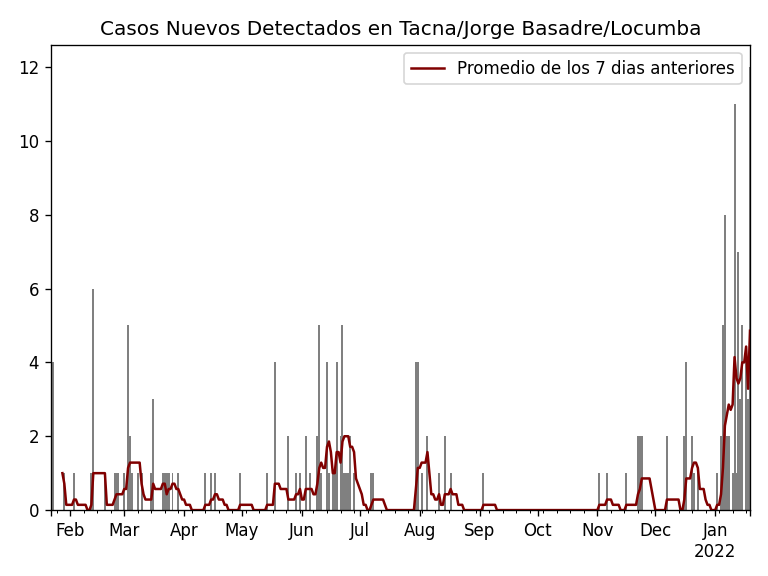 Casos Nuevos Detectados en Tacna/Jorge Basadre/Locumba
Promedio de los 7 dias anteriores
12
10
8
6
4
2
0
Feb Mar Apr May Jun Jul Aug Sep Oct Nov Dec Jan
2022